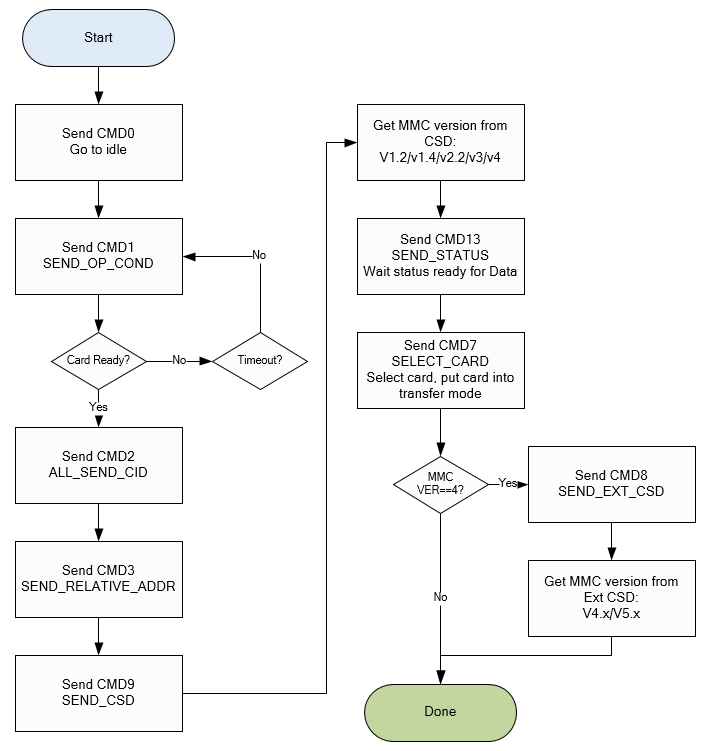 Start
Send CMD0
Go to idle
Send CMD1
SEND_OP_COND
No
Card Ready?
No
Timeout?
Yes
Send CMD2
ALL_SEND_CID
Send CMD3
SEND_RELATIVE_ADDR
Send CMD9
SEND_CSD
Get MMC version from
CSD:
V1.2/v1.4/v2.2/v3/v4
Send CMD13
SEND_STATUS
Wait status ready for Data
Send CMD7
SELECT_CARD
Select card, put card into
transfer mode
MMC
VER==4?
Yes
Send CMD8
SEND_EXT_CSD
Get MMC version from
Ext CSD:
V4.x/V5.x
No
Done